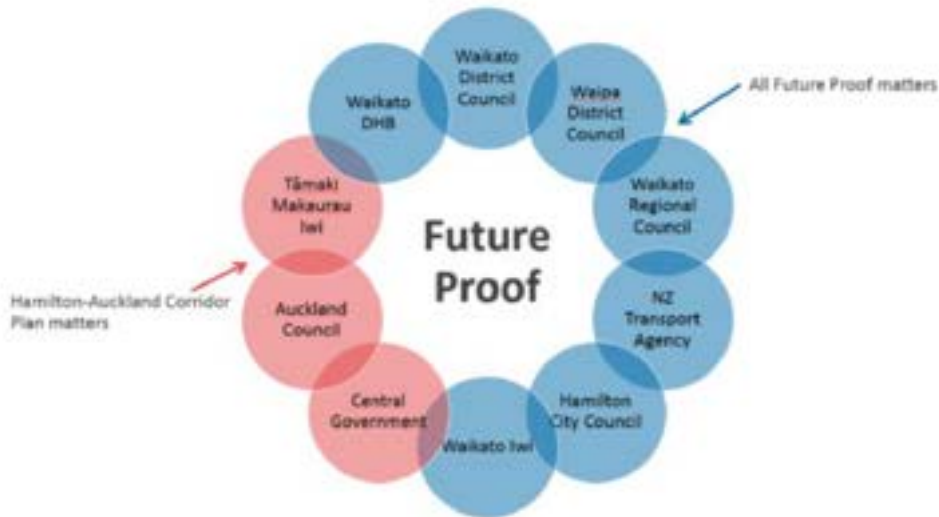 Waikato
District
Council
Waipa
District
Council
All Future Proof matters
Waikato
Regional
Council
NZ
Transport
Agency
Hamilton
City Council
Waikato Iwi
Central
Government
Auckland
Council
Hamilton-Auckland Corridor
Plan matters
Tāmaki
Makaurau
Iwi
Waikato
DHB
Future
Proof